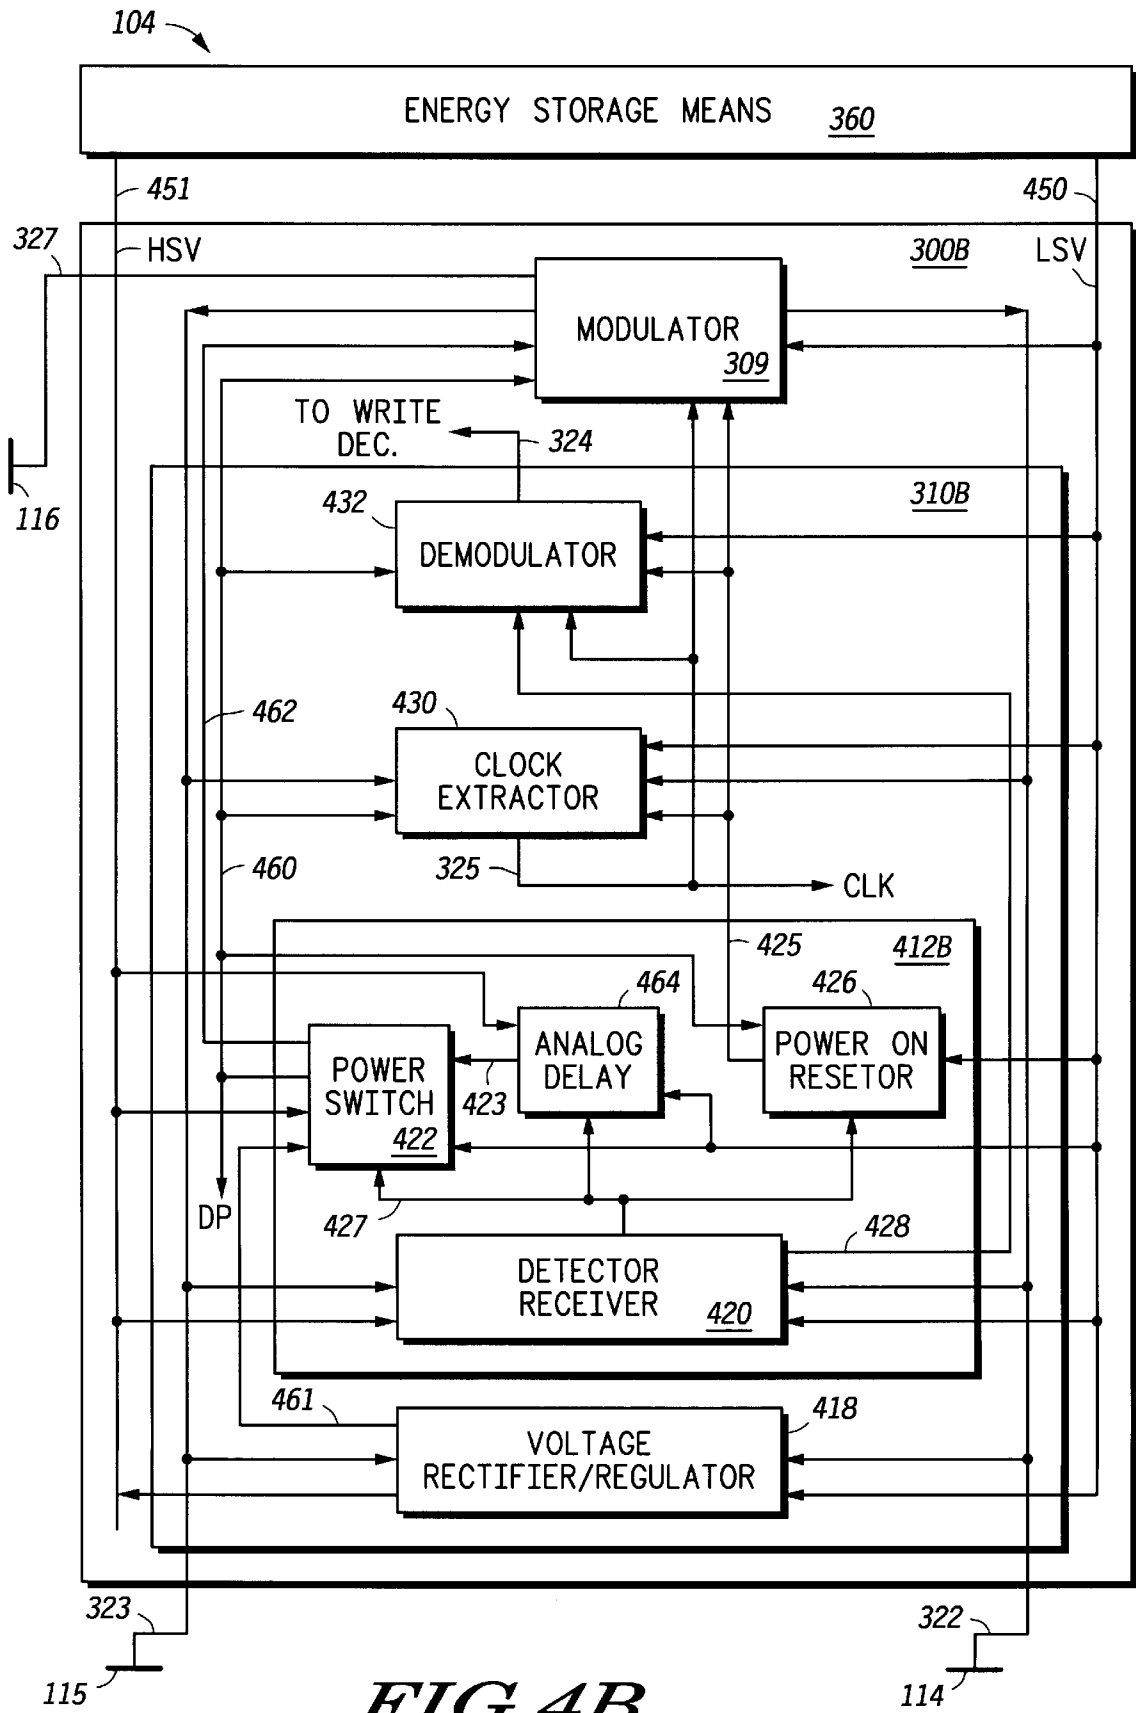 104
ENERGY STORAGE MEANS 360
451
450
327
HSV
300B
LSV
MODULATOR
309
TO WRITE
DEC.
324
116
310B
432
DEMODULATOR
462
430
CLOCK
EXTRACTOR
460
325
CLK
425
412B
464
426
ANALOG
DELAY
POWER ON
RESETOR
POWER
SWITCH
422
423
DP
427
428
DETECTOR
RECEIVER
420
461
418
VOLTAGE
RECTIFIER/REGULATOR
323
322
115
114
FIG.4B